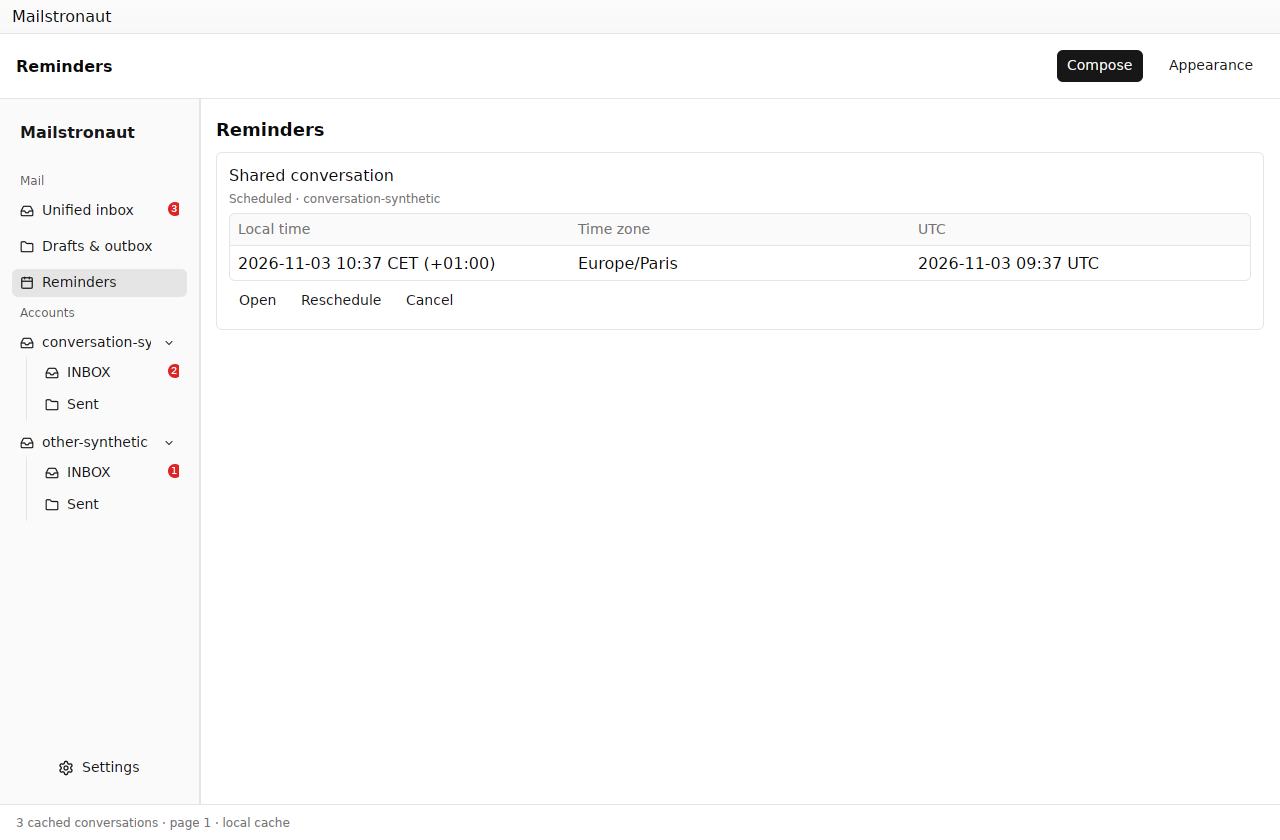 Mailstronaut
Reminders
Compose
Appearance
Mailstronaut
Mail
Unified inbox 3
Drafts & outbox
Reminders
Accounts
conversation-sy
INBOX 2
Sent
other-synthetic
INBOX 1
Sent
Settings
Reminders
Shared conversation
Scheduled · conversation-synthetic
Local time Time zone UTC
2026-11-03 10:37 CET (+01:00) Europe/Paris 2026-11-03 09:37 UTC
Open Reschedule Cancel
3 cached conversations · page 1 · local cache